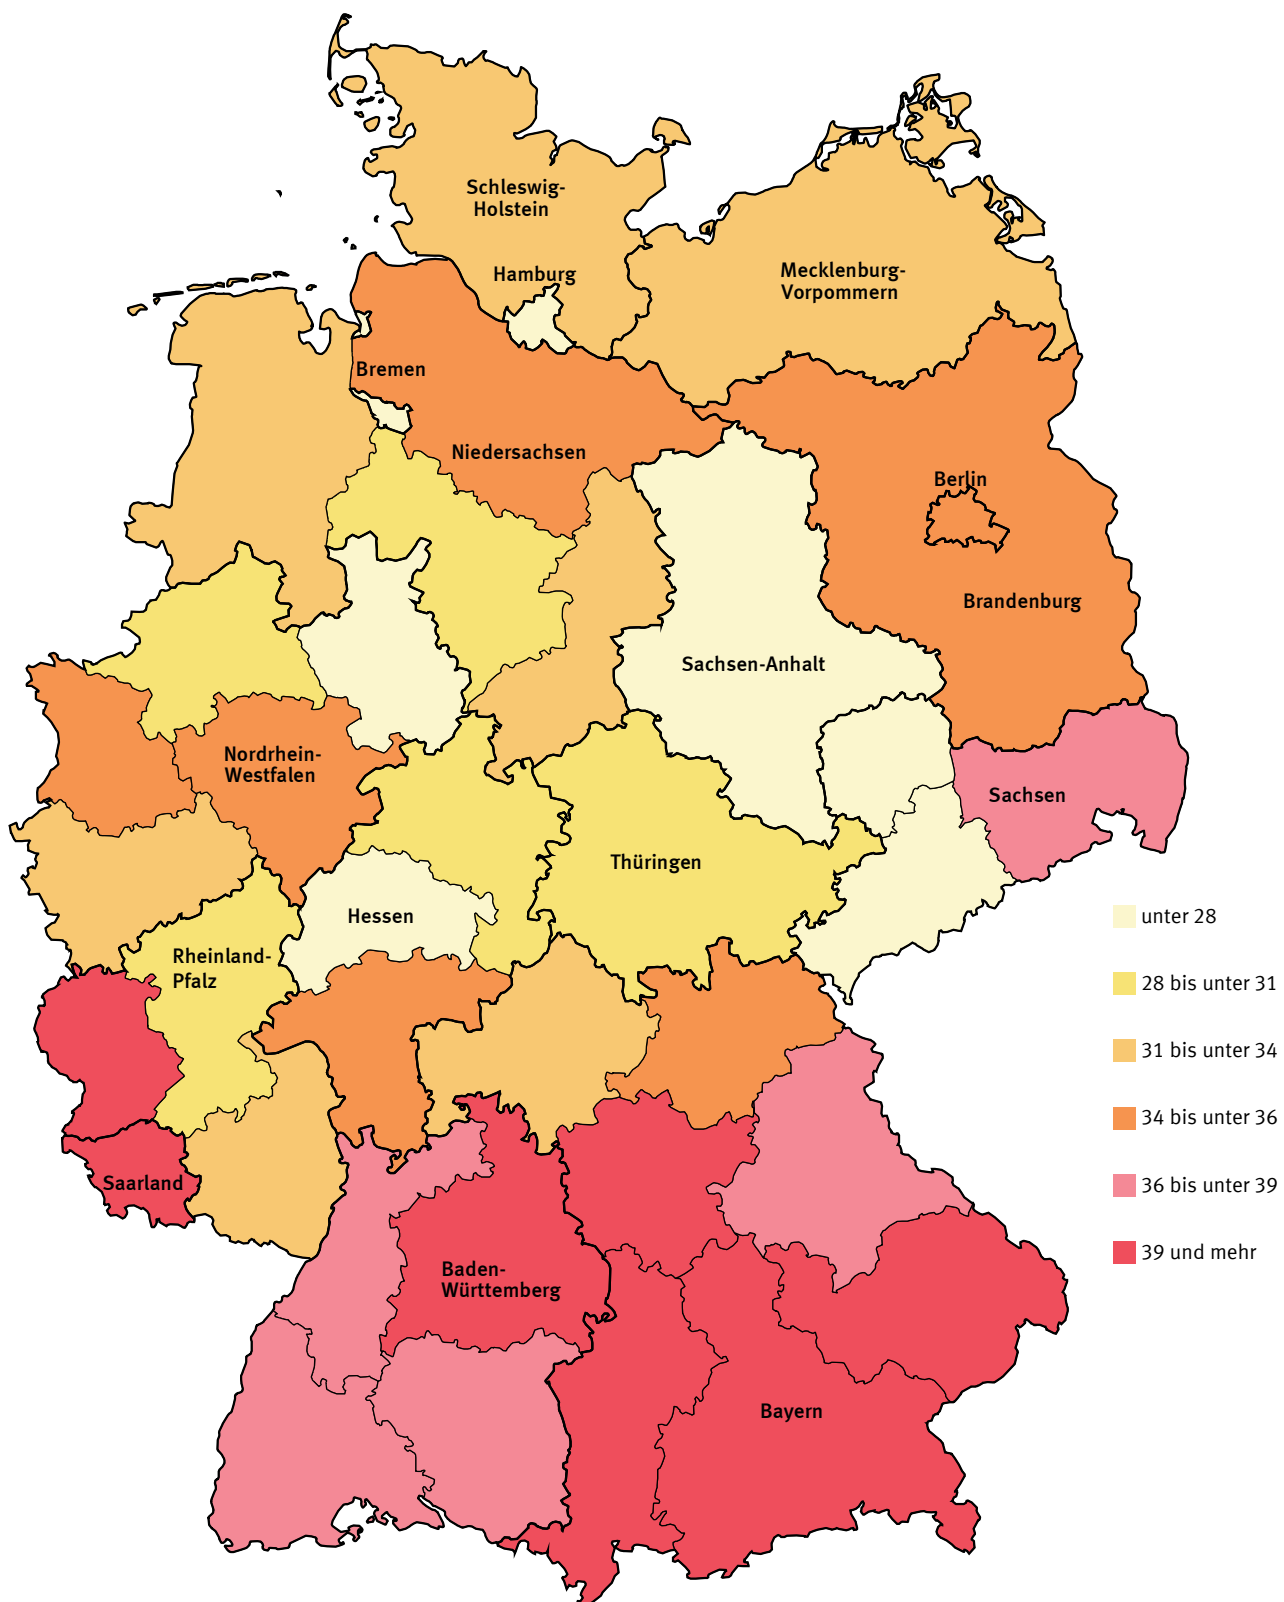 Schleswig-
Holstein
Hamburg
Mecklenburg-
Vorpommern
Bremen
Niedersachsen
Berlin
Brandenburg
Sachsen-Anhalt
Nordrhein-
Westfalen
Sachsen
Thüringen
Hessen
Rheinland-
Pfalz
Saarland
Baden-
Württemberg
Bayern
unter 28
28 bis unter 31
31 bis unter 34
34 bis unter 36
36 bis unter 39
39 und mehr